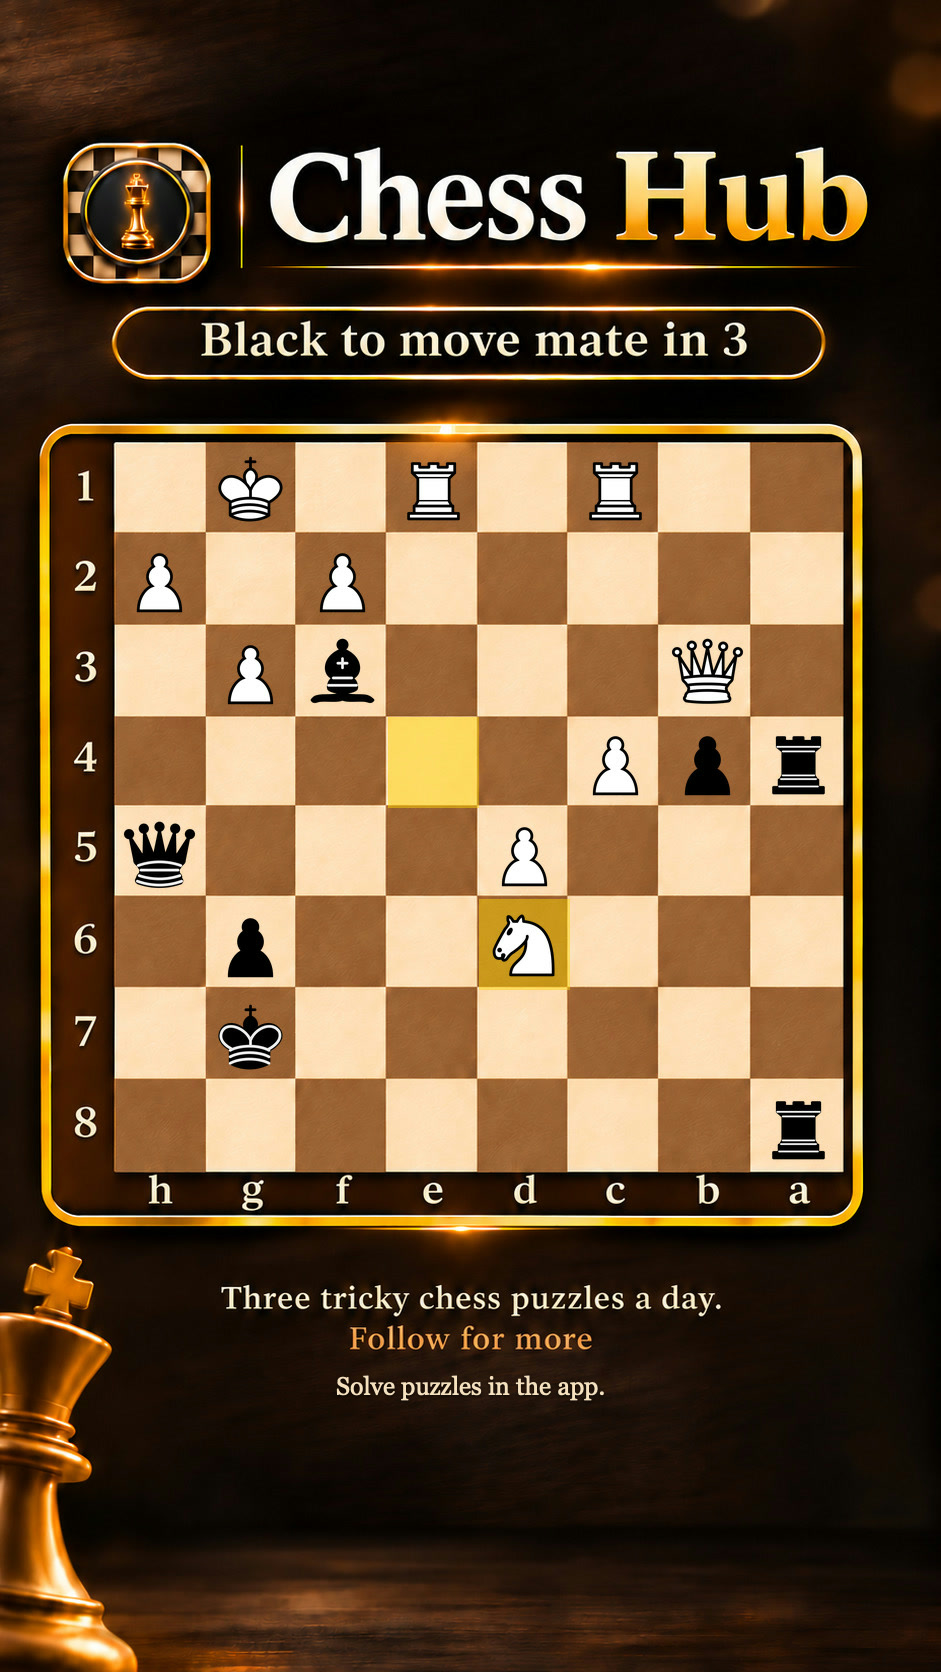 Chess Hub
Black to move mate in 3
1
2
3
4
5
6
7
8
h g f e d c b a
Three tricky chess puzzles a day.
Follow for more
Solve puzzles in the app.